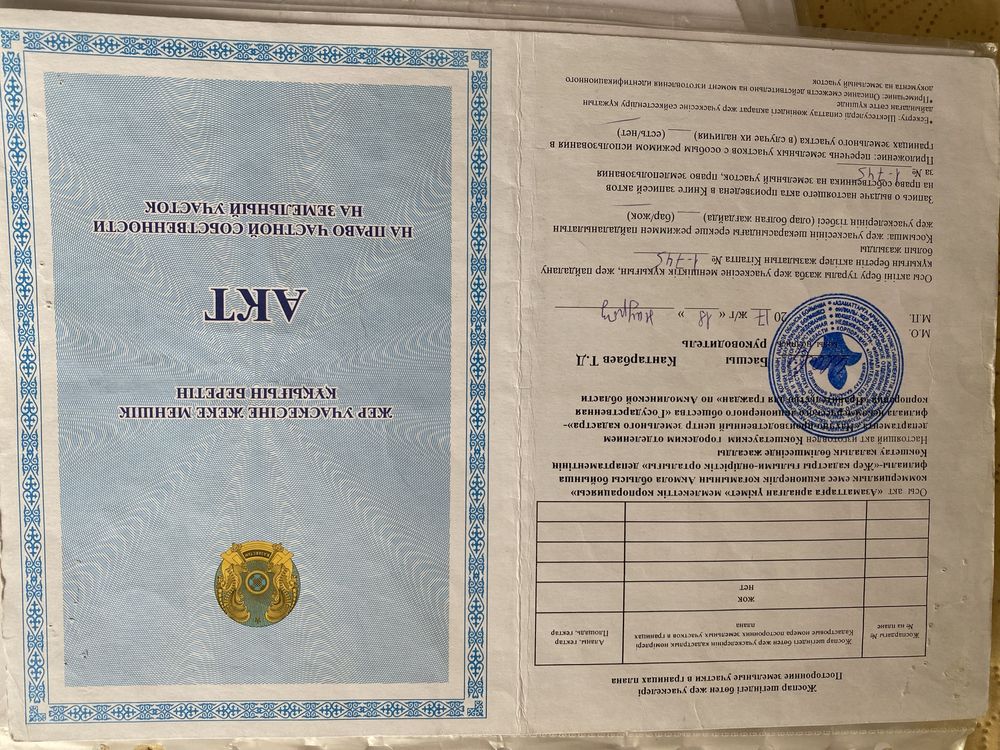 ЖЕР УЧАСКЕСІНЕ ЖЕКЕ МЕНШІК
ҚҰҚЫҒЫН БЕРЕТІН
АКТ
НА ПРАВО ЧАСТНОЙ СОБСТВЕННОСТИ
НА ЗЕМЕЛЬНЫЙ УЧАСТОК
Жоспар шегіндегі бөтен жер учаскелері
Посторонние земельные участки в границах плана
Жоспардағы №
№ на плане
Жоспар шегіндегі бөтен жер учаскелерінің кадастрлық нөмірлері
Кадастровые номера посторонних земельных участков в границах
плана
Аланы, гектар
Площадь, гектар
жок
нет
Осы акт «Азаматтарға арналған үкімет» мемлекеттік корпорациясы»
коммерциялық емес акционерлік қоғамының Ақмола облысы бойынша
филиалы-«Жер кадастры ғылыми-өндірістік орталығы» департаментінің
Көкшетау қалалық бөлімшесінде жасалды
Настоящий акт изготовлен Кокшетауским городским отделением
департамента «Научно-производственный центр земельного кадастра»-
филиала некоммерческого акционерного общества «Государственная
корпорация «Правительство для граждан» по Акмолинской области
Басшы Кантарбаев Т.Д
руководитель
М.О.
М.П. 20 17 ж/г « 18 »
Осы актіні беру туралы жазба жер учаскесіне меншіктік құқығын, жер пайдалану
құқығын беретін актілер жазылатын Кітапта № 1-745
болып жазылды
Қосымша: жер учаскесінің шекарасындағы ерекше режиммен пайдаланылатын
жер учаскелерінің тізбесі (олар болған жағдайда) ___ (бар/жоқ)
Запись о выдаче настоящего акта произведена в Книге записей актов
на право собственника на земельный участок, право землепользования
за № 1-745
Приложение: перечень земельных участков с особым режимом использования в
границах земельного участка (в случае их наличия) ___ (есть/нет)
*Ескерту: Шектесулерді сипаттау жөніндегі ақпарат жер учаскесіне сәйкестендіру құжатын
дайындаған сәтте күшінде
*Примечание: Описание смежеств действительно на момент изготовления идентификационного
документа на земельный участок